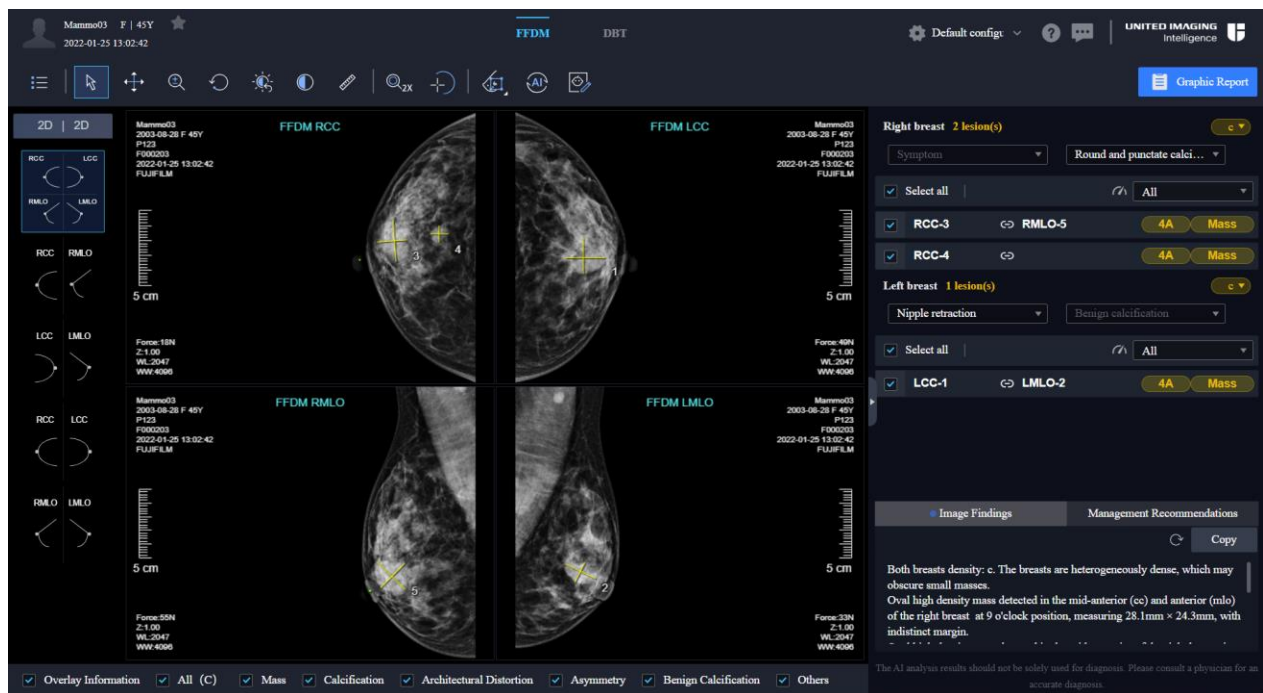 Mammo03 F | 45Y
2022-01-25 13:02:42
FFDM DBT
Default config
UNITED IMAGING
Intelligence
2X
AI
Graphic Report
2D | 2D
RCC LCC
RMLO LMLO
RCC RMLO
LCC LMLO
RCC LCC
RMLO LMLO
Mammo03
2003-08-28 F 45Y
P123
F000203
2022-01-25 13:02:42
FUJIFILM
FFDM RCC
3
4
5 cm
Force:18N
Z:1.00
WL:2047
WW:4096
FFDM LCC
Mammo03
2003-08-28 F 45Y
P123
F000203
2022-01-25 13:02:42
FUJIFILM
1
5 cm
Force:49N
Z:1.00
WL:2047
WW:4096
Mammo03
2003-08-28 F 45Y
P123
F000203
2022-01-25 13:02:42
FUJIFILM
FFDM RMLO
5
5 cm
Force:55N
Z:1.00
WL:2047
WW:4096
FFDM LMLO
Mammo03
2003-08-28 F 45Y
P123
F000203
2022-01-25 13:02:42
FUJIFILM
2
5 cm
Force:33N
Z:1.00
WL:2047
WW:4096
Right breast 2 lesion(s) c
Symptom Round and punctate calci...
Select all All
RCC-3 RMLO-5 4A Mass
RCC-4 4A Mass
Left breast 1 lesion(s) c
Nipple retraction Benign calcification
Select all All
LCC-1 LMLO-2 4A Mass
Image Findings Management Recommendations
Copy
Both breasts density: c. The breasts are heterogeneously dense, which may
obscure small masses.
Oval high density mass detected in the mid-anterior (cc) and anterior (mlo)
of the right breast at 9 o'clock position, measuring 28.1mm × 24.3mm, with
indistinct margin.
The AI analysis results should not be solely used for diagnosis. Please consult a physician for an
accurate diagnosis.
Overlay Information All (C) Mass Calcification Architectural Distortion Asymmetry Benign Calcification Others